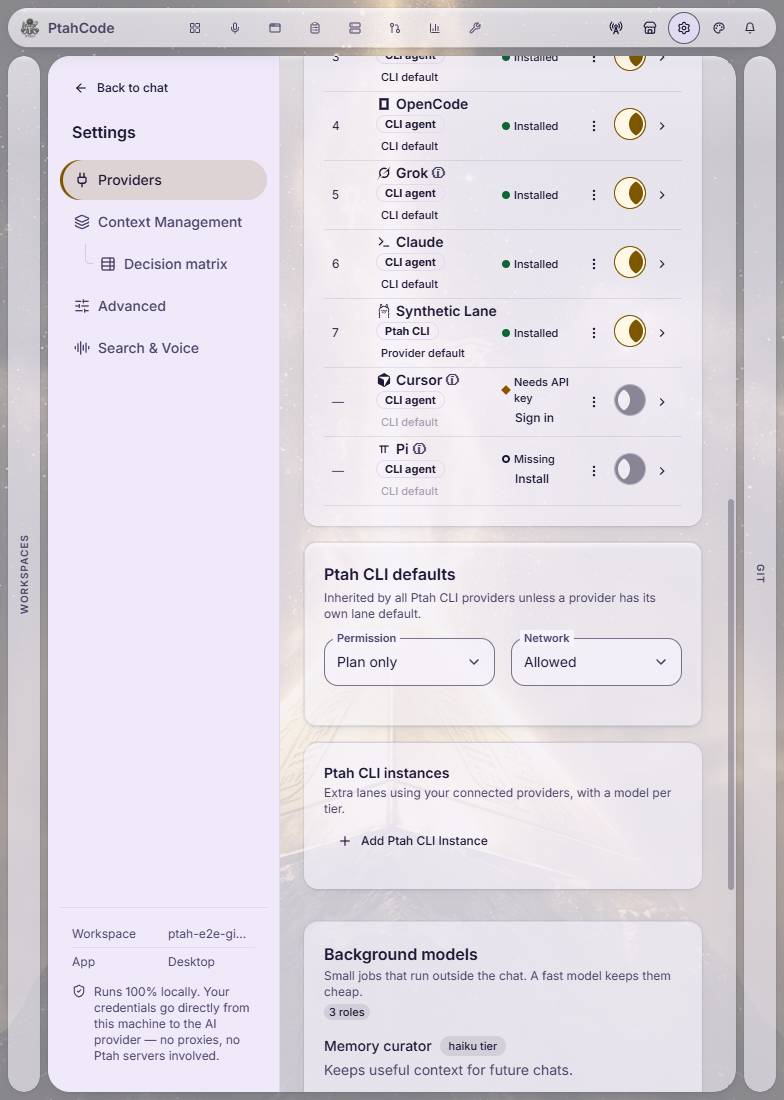 PtahCode
WORKSPACES
GIT
Back to chat
Settings
Providers
Context Management
Decision matrix
Advanced
Search & Voice
Workspace ptah-e2e-gi...
App Desktop
Runs 100% locally. Your
credentials go directly from
this machine to the AI
provider — no proxies, no
Ptah servers involved.
3 CLI agent Installed
CLI default
OpenCode
4 CLI agent Installed
CLI default
Grok
5 CLI agent Installed
CLI default
Claude
6 CLI agent Installed
CLI default
Synthetic Lane
7 Ptah CLI Installed
Provider default
Cursor
— CLI agent Needs API
key
Sign in
CLI default
Pi
— CLI agent Missing
Install
CLI default
Ptah CLI defaults
Inherited by all Ptah CLI providers unless a provider has its
own lane default.
Permission Network
Plan only Allowed
Ptah CLI instances
Extra lanes using your connected providers, with a model per
tier.
Add Ptah CLI Instance
Background models
Small jobs that run outside the chat. A fast model keeps them
cheap.
3 roles
Memory curator haiku tier
Keeps useful context for future chats.